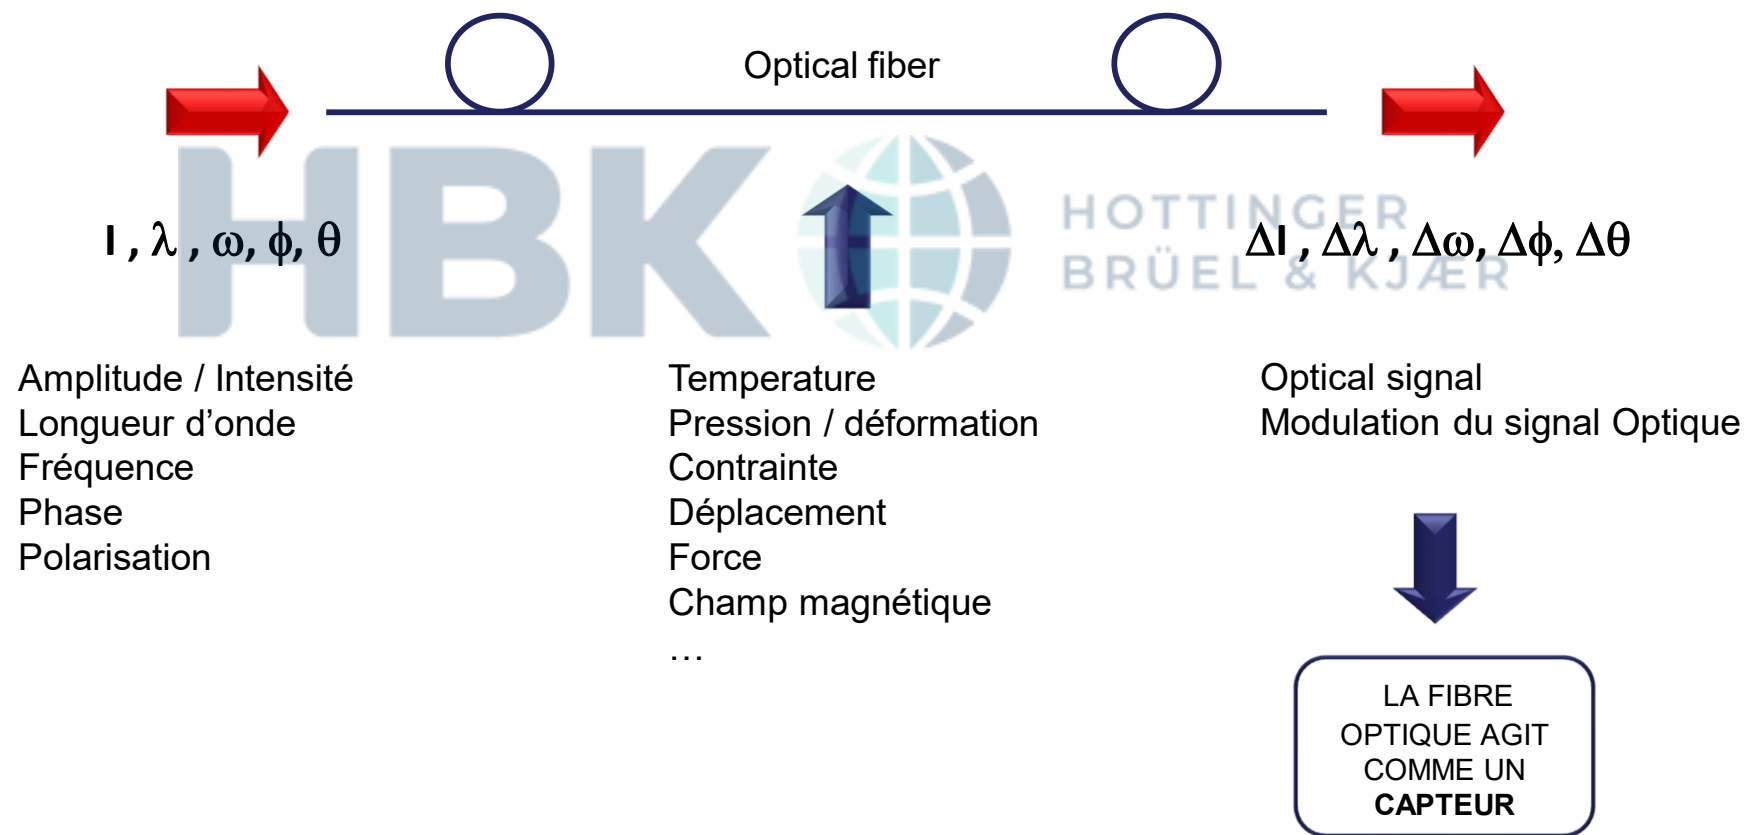 Optical fiber
HBK
HOTTINGER
BRÜEL & KJÆR
I , λ , ω, ϕ, θ
ΔI , Δλ , Δω, Δϕ, Δθ
Amplitude / Intensité
Longueur d’onde
Fréquence
Phase
Polarisation
Temperature
Pression / déformation
Contrainte
Déplacement
Force
Champ magnétique
…
Optical signal
Modulation du signal Optique
LA FIBRE
OPTIQUE AGIT
COMME UN
CAPTEUR